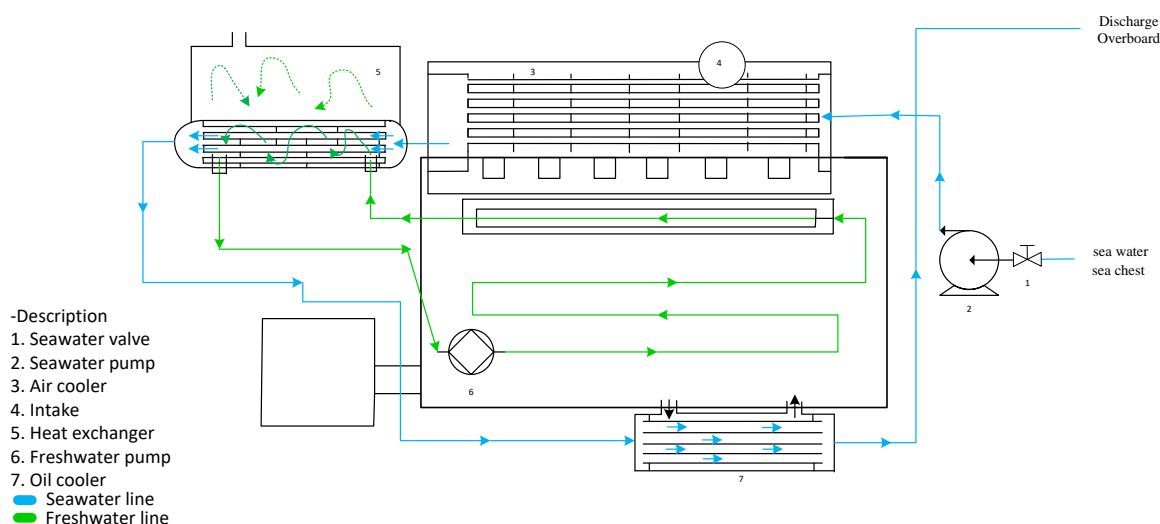 Discharge
Overboard
3
4
5
sea water
sea chest
1
2
6
7
-Description
1. Seawater valve
2. Seawater pump
3. Air cooler
4. Intake
5. Heat exchanger
6. Freshwater pump
7. Oil cooler
Seawater line
Freshwater line